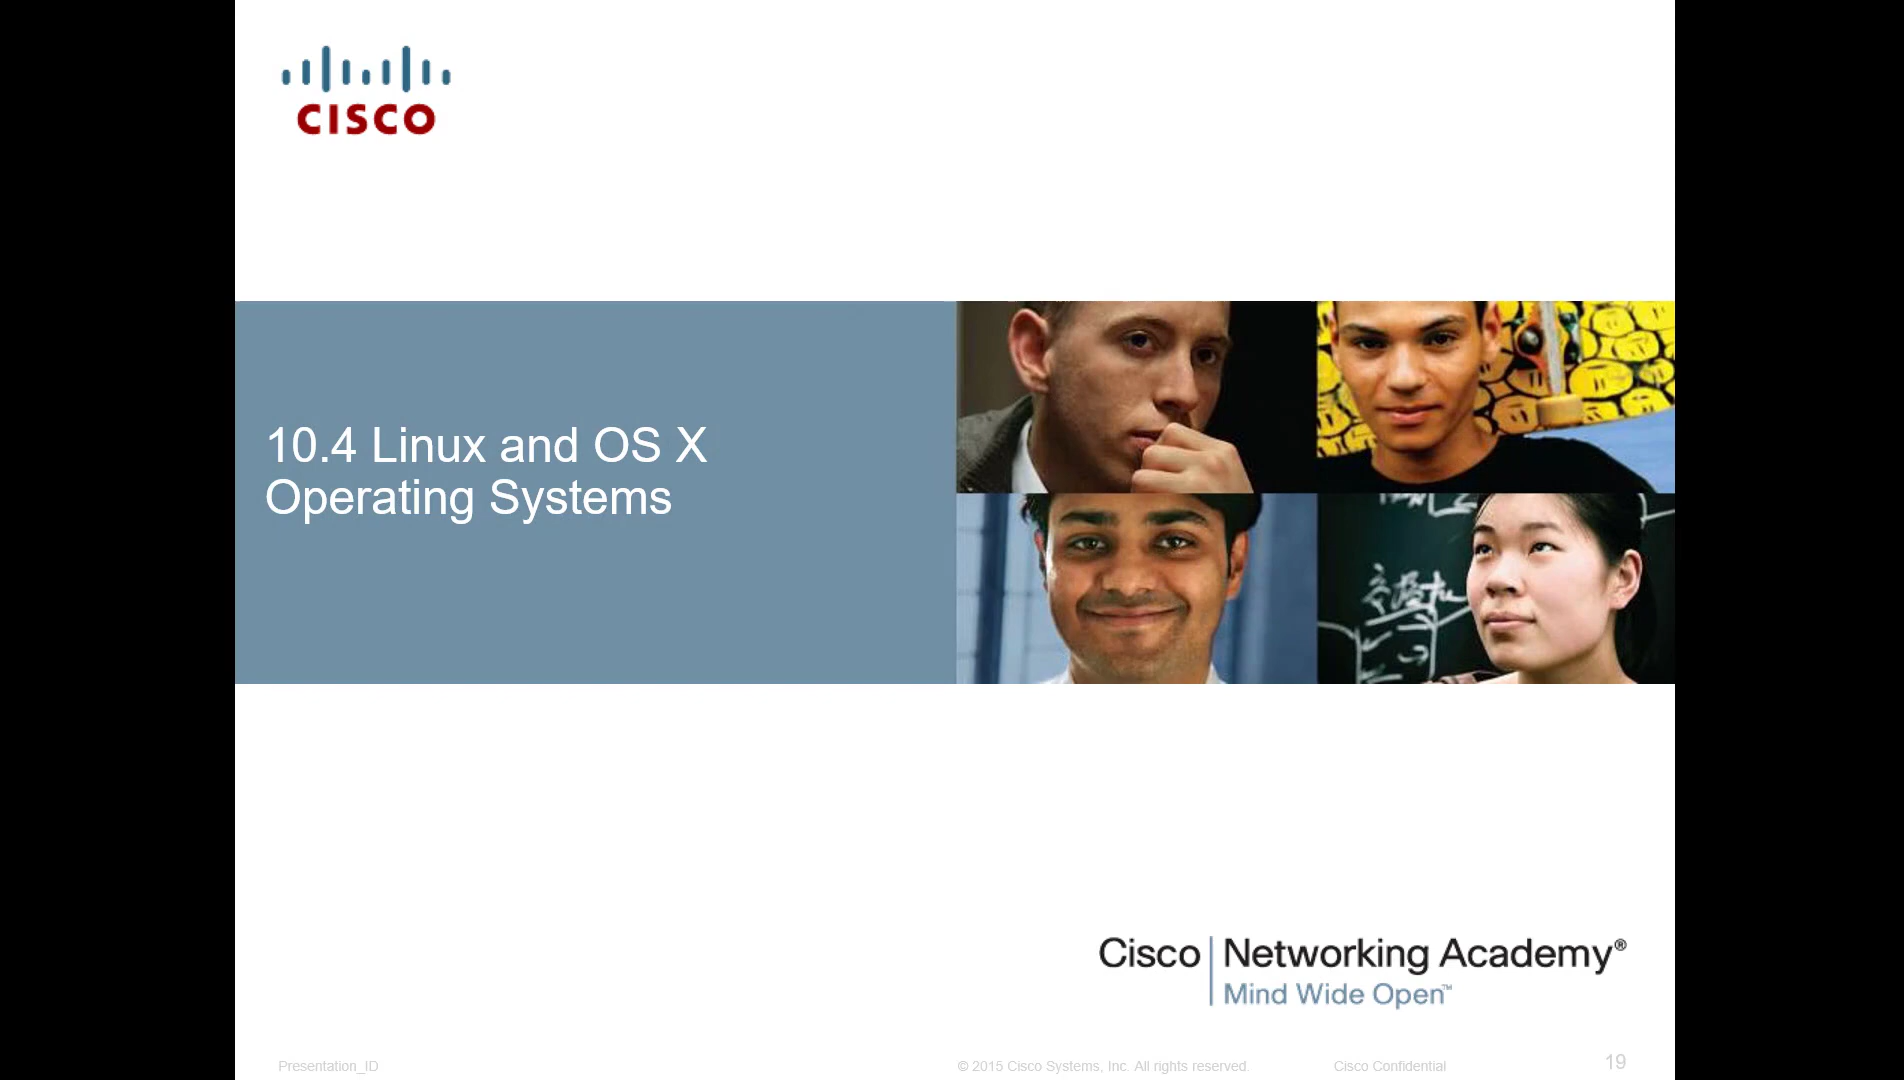 CISCO
10.4 Linux and OS X
Operating Systems
Cisco Networking Academy®
Mind Wide Open™
Presentation_ID
© 2015 Cisco Systems, Inc. All rights reserved.
Cisco Confidential
19